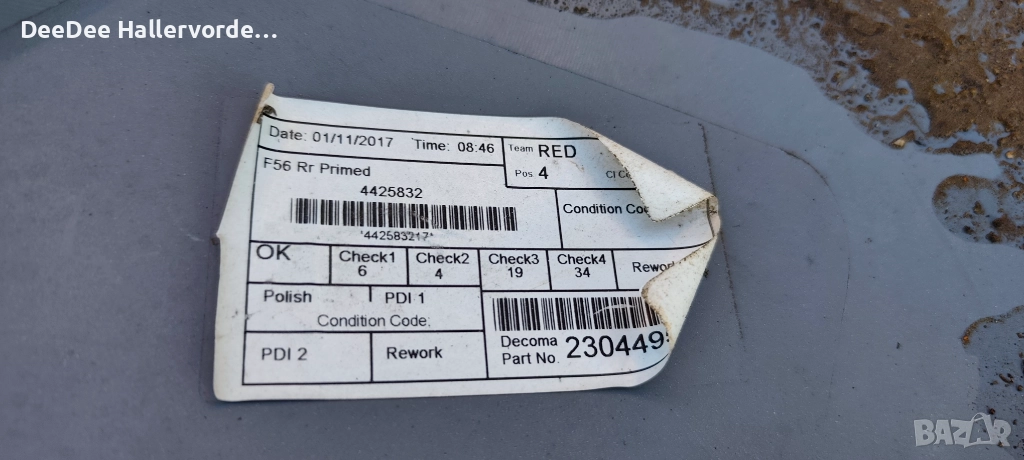 DeeDee Hallervorde...
Date: 01/11/2017 Time: 08:46
Team RED
Pos 4
F56 Rr Primed
4425832
*442583217*
Condition
OK
Check1 6
Check2 4
Check3 19
Check4 34
Polish
PDI 1
Condition Code:
PDI 2
Rework
Decoma Part No. 230449
BAZAR